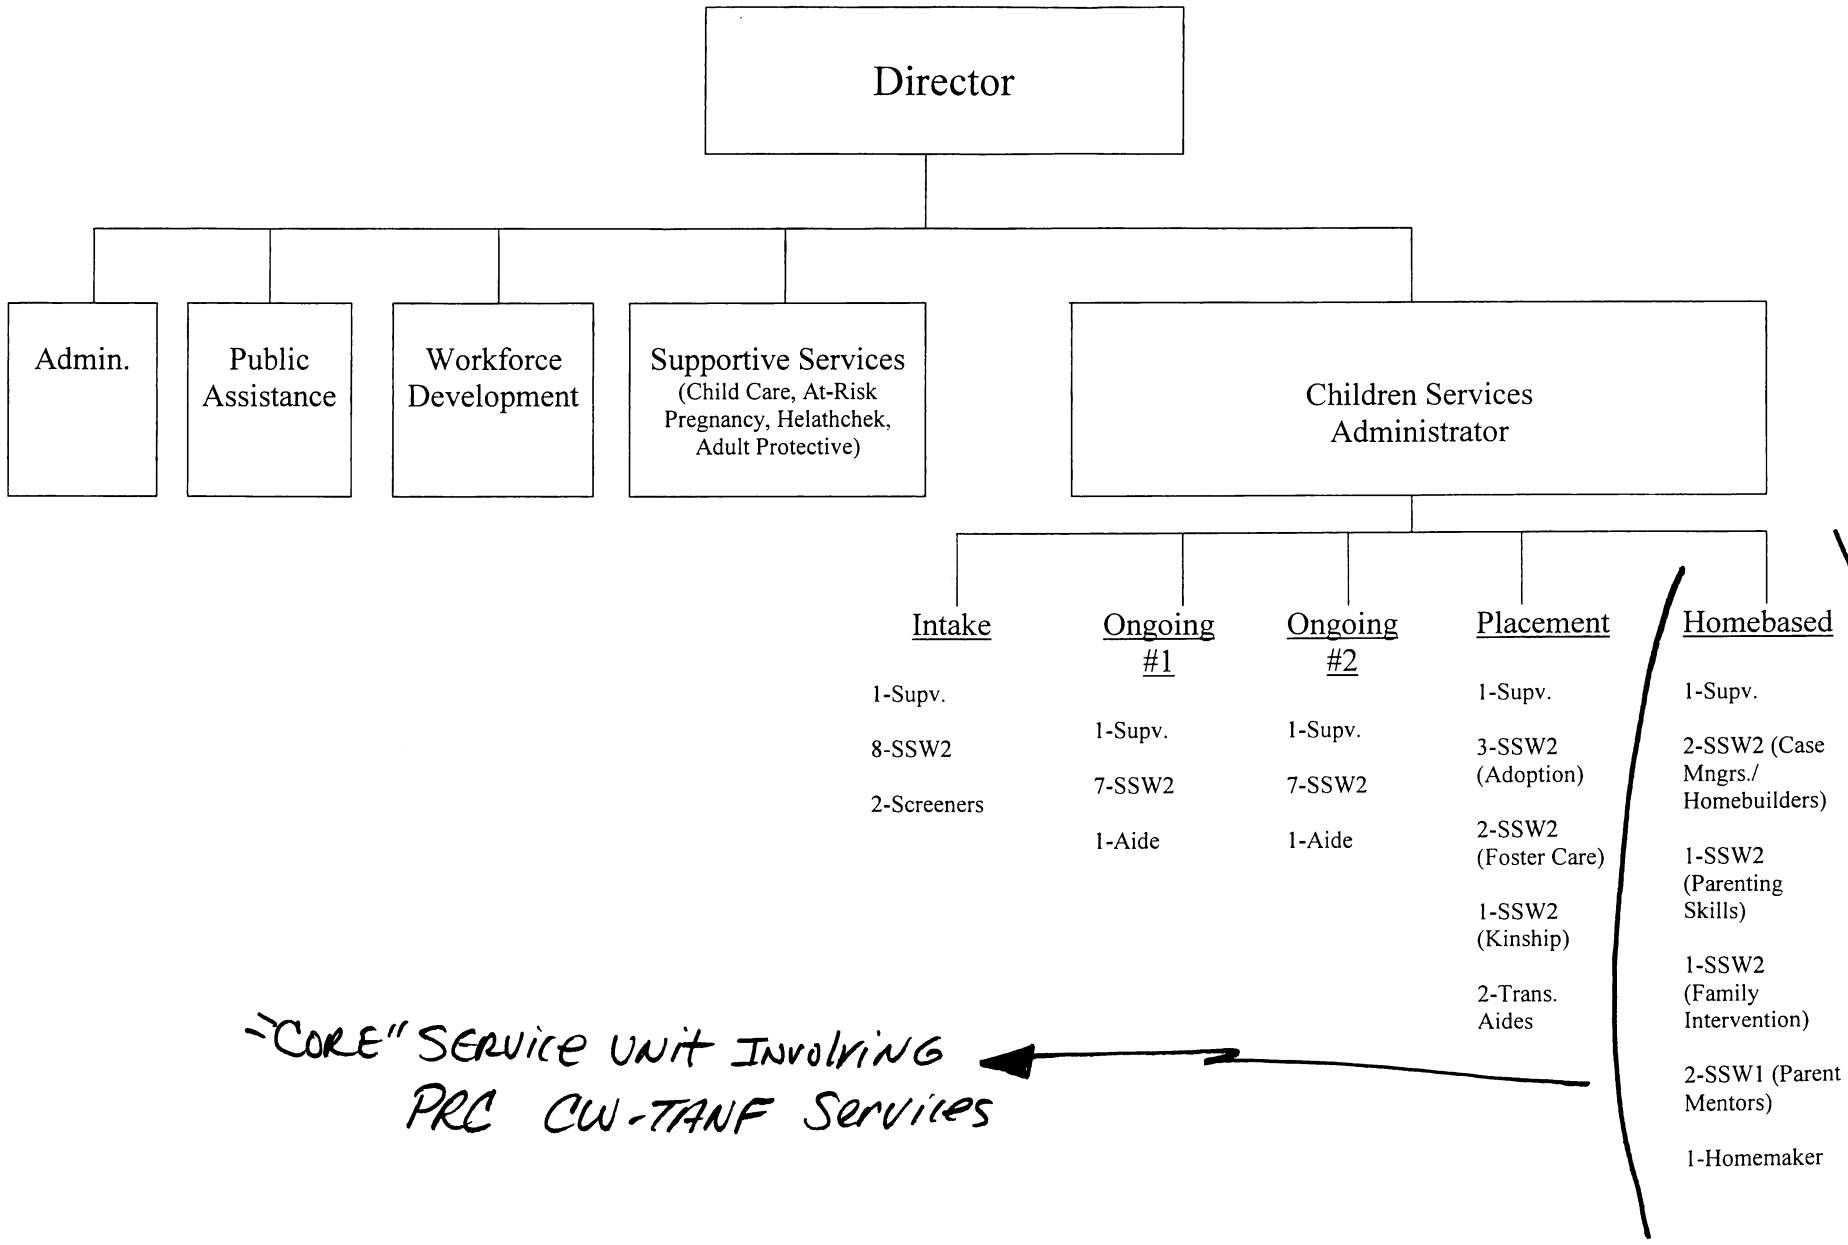 Director
Admin.
Public
Assistance
Workforce
Development
Supportive Services
(Child Care, At-Risk
Pregnancy, Helathchek,
Adult Protective)
Children Services
Administrator
Intake
1-Supv.
8-SSW2
2-Screeners
Ongoing
#1
1-Supv.
7-SSW2
1-Aide
Ongoing
#2
1-Supv.
7-SSW2
1-Aide
Placement
1-Supv.
3-SSW2
(Adoption)
2-SSW2
(Foster Care)
1-SSW2
(Kinship)
2-Trans.
Aides
Homebased
1-Supv.
2-SSW2 (Case
Mngrs./
Homebuilders)
1-SSW2
(Parenting
Skills)
1-SSW2
(Family
Intervention)
2-SSW1 (Parent
Mentors)
1-Homemaker
"CORE" SERVICE UNIT INVOLVING
PRC CW-TANF Services